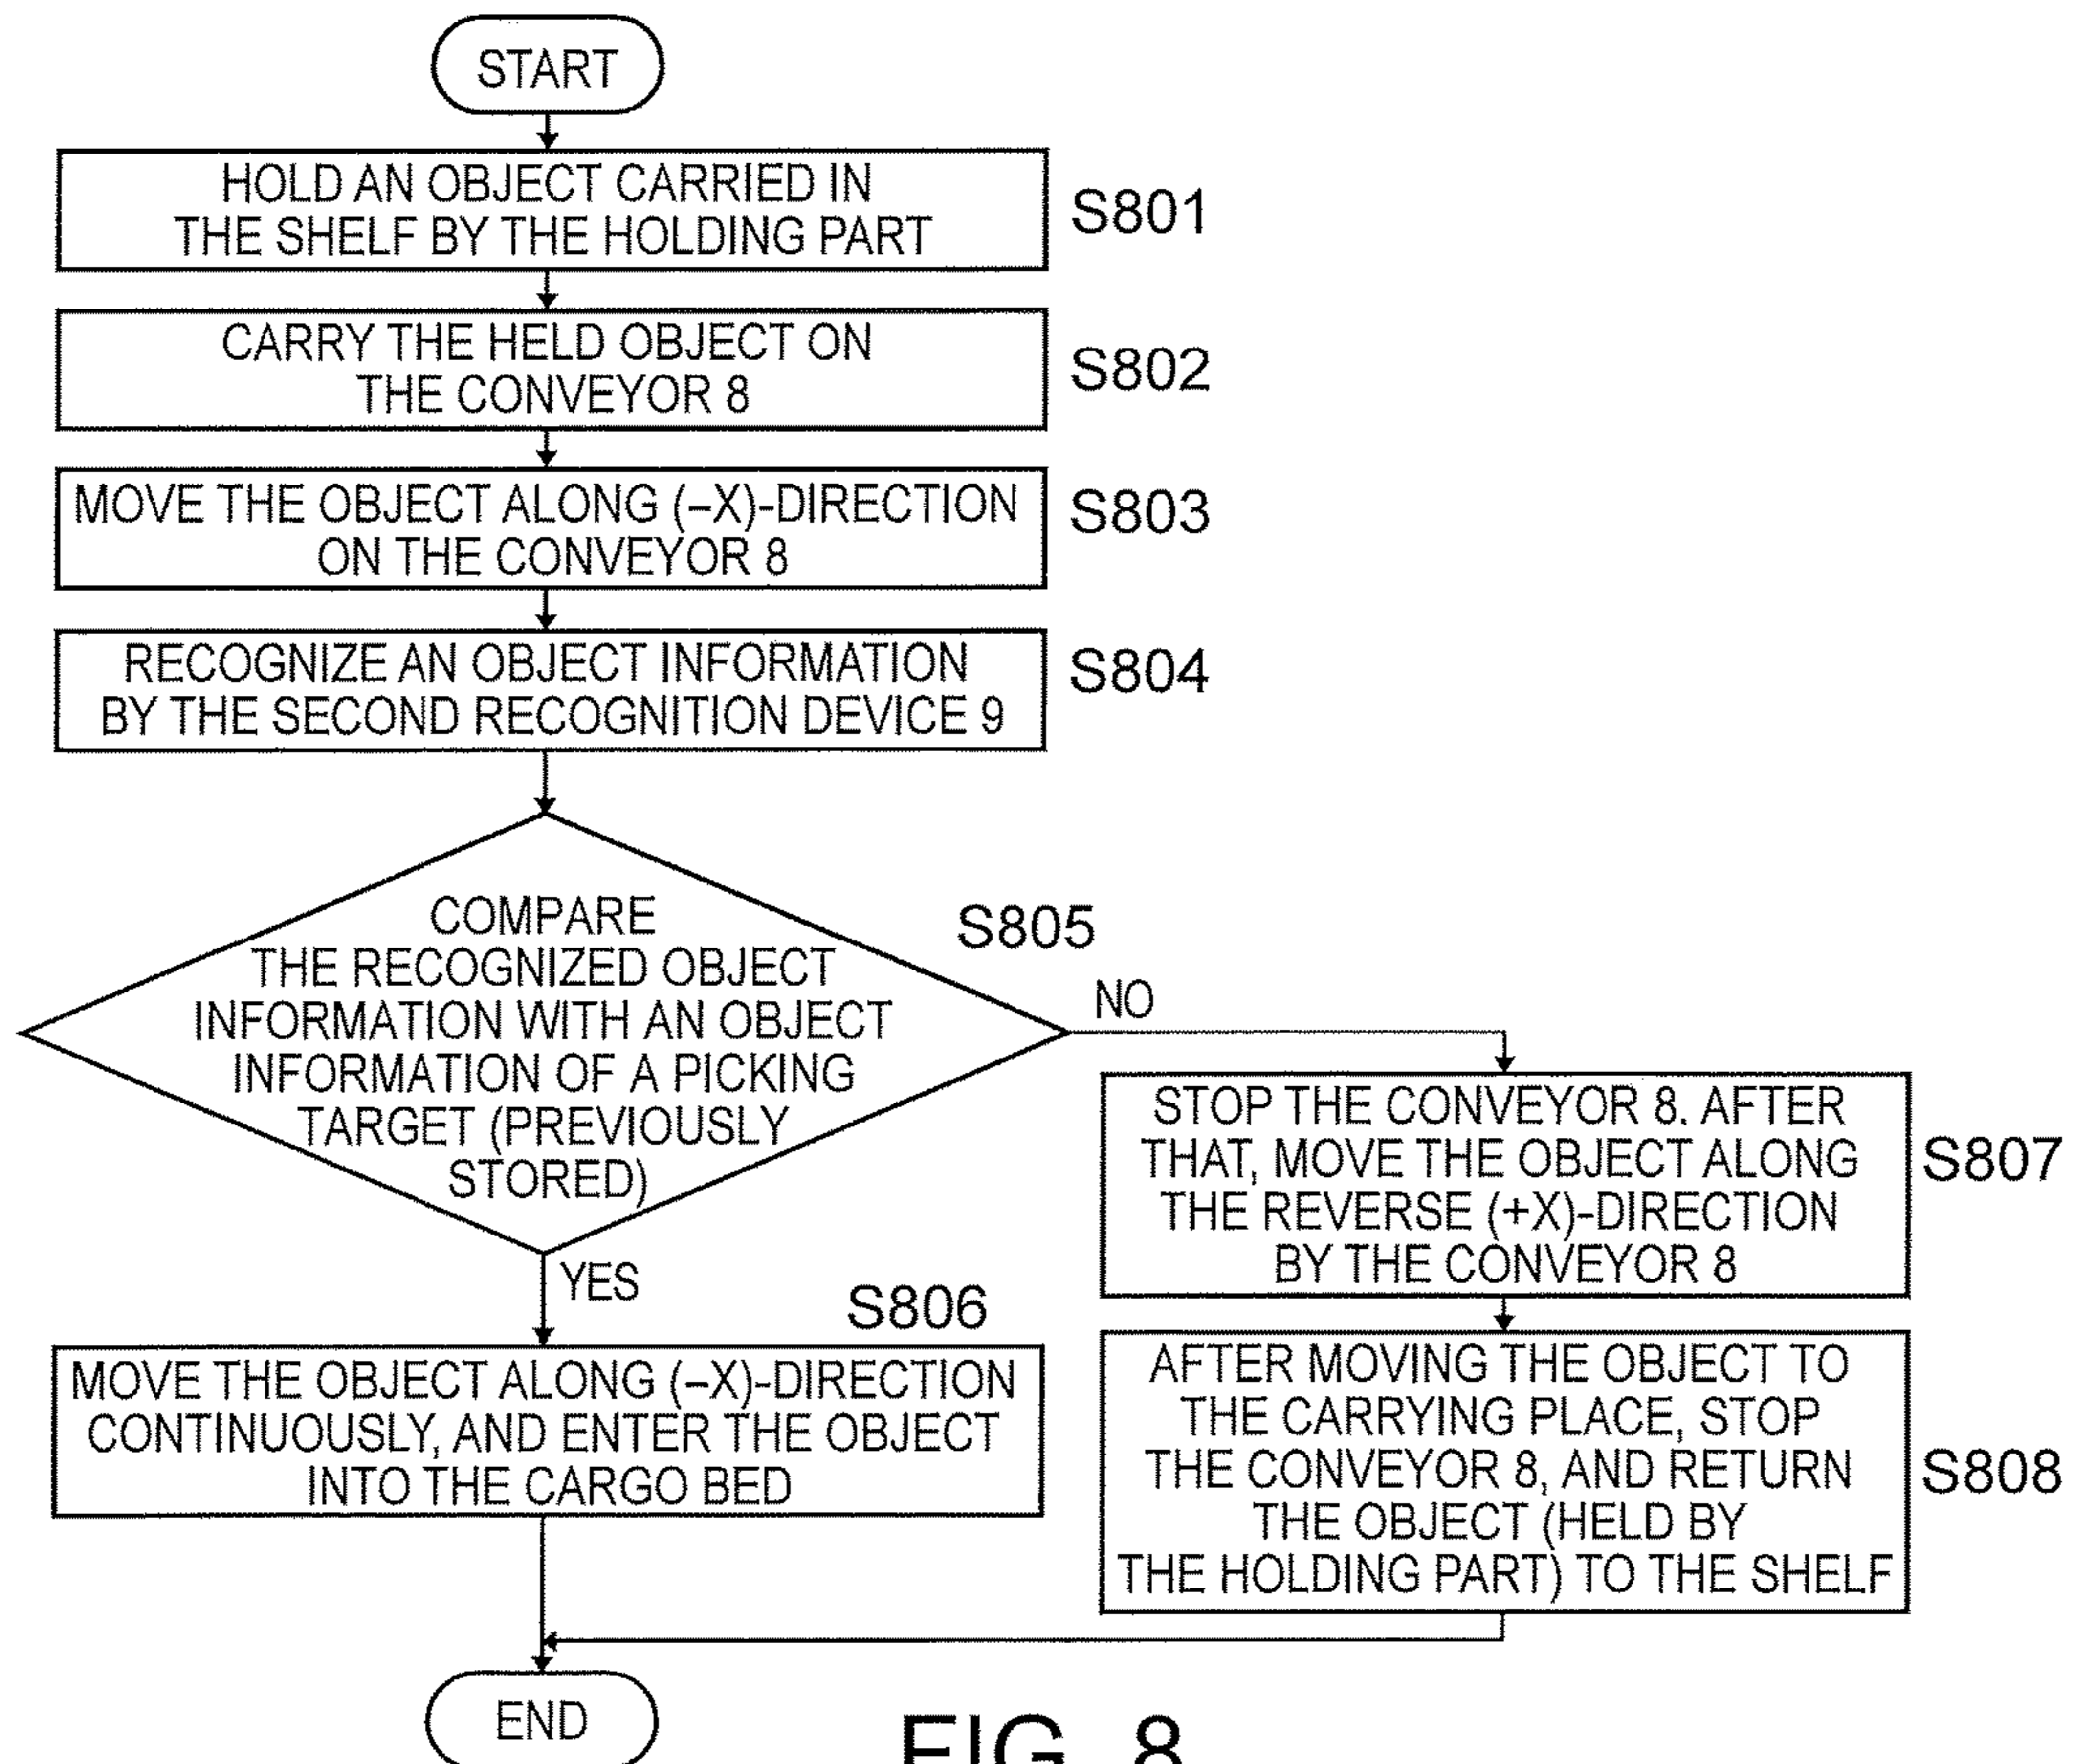 START
HOLD AN OBJECT CARRIED IN
THE SHELF BY THE HOLDING PART
S801
CARRY THE HELD OBJECT ON
THE CONVEYOR 8
S802
MOVE THE OBJECT ALONG (–X)-DIRECTION
ON THE CONVEYOR 8
S803
RECOGNIZE AN OBJECT INFORMATION
BY THE SECOND RECOGNITION DEVICE 9
S804
COMPARE
THE RECOGNIZED OBJECT
INFORMATION WITH AN OBJECT
INFORMATION OF A PICKING
TARGET (PREVIOUSLY
STORED)
S805
NO
YES
S806
MOVE THE OBJECT ALONG (–X)-DIRECTION
CONTINUOUSLY, AND ENTER THE OBJECT
INTO THE CARGO BED
STOP THE CONVEYOR 8. AFTER
THAT, MOVE THE OBJECT ALONG
THE REVERSE (+X)-DIRECTION
BY THE CONVEYOR 8
S807
AFTER MOVING THE OBJECT TO
THE CARRYING PLACE, STOP
THE CONVEYOR 8, AND RETURN
THE OBJECT (HELD BY
THE HOLDING PART) TO THE SHELF
S808
END
FIG. 8